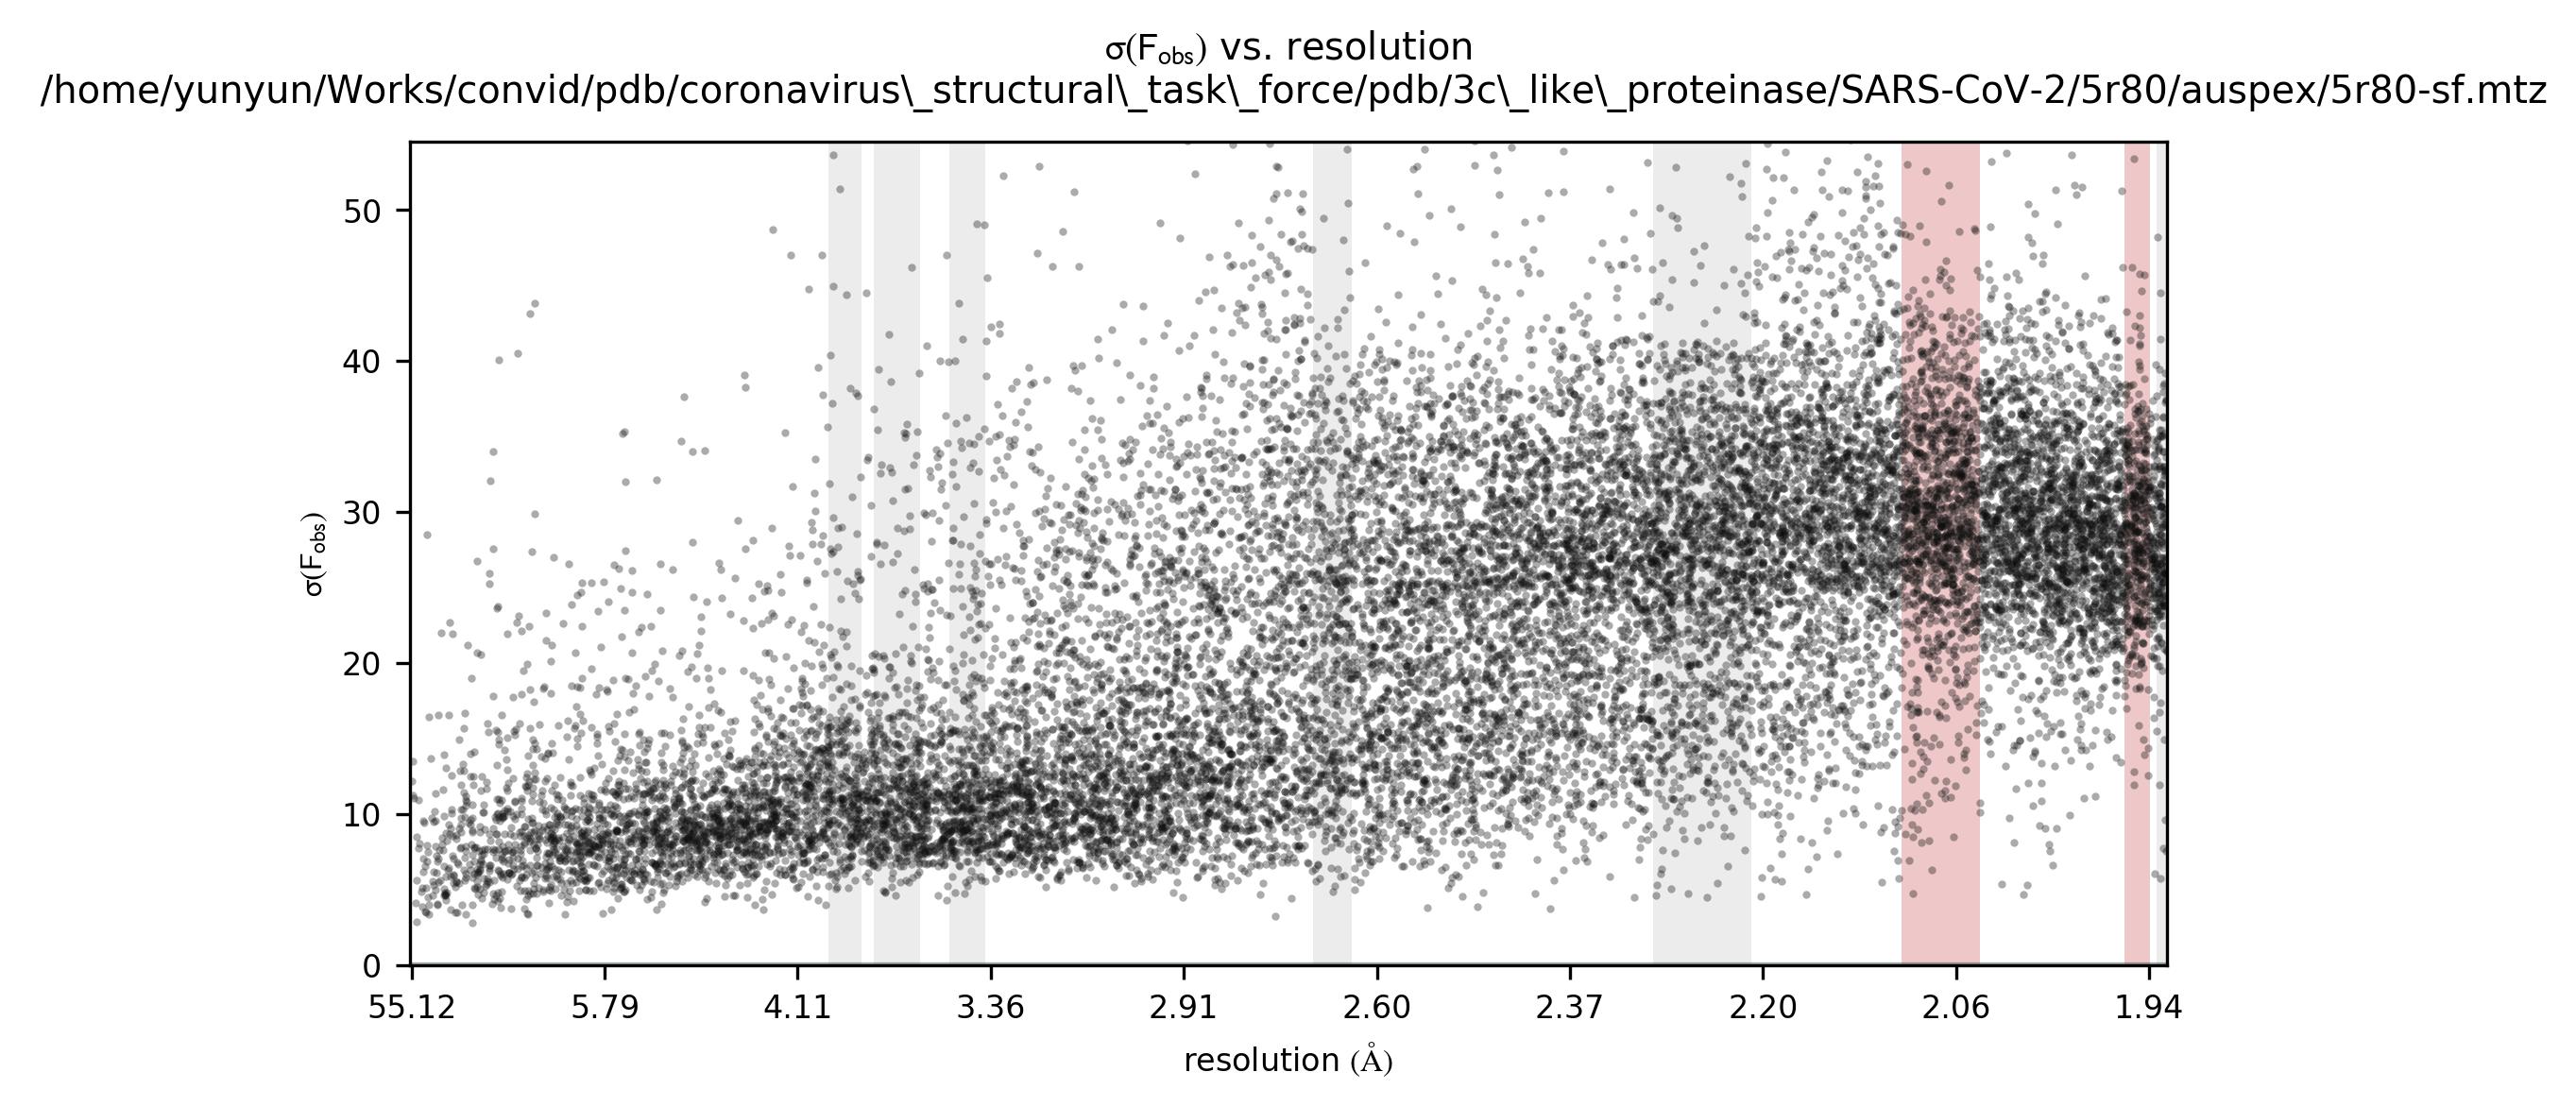 σ(Fobs) vs. resolution
/home/yunyun/Works/convid/pdb/coronavirus\_structural\_task\_force/pdb/3c\_like\_proteinase/SARS-CoV-2/5r80/auspex/5r80-sf.mtz
50
40
30
20
10
0
σ(Fobs)
55.12 5.79 4.11 3.36 2.91 2.60 2.37 2.20 2.06 1.94
resolution (Å)